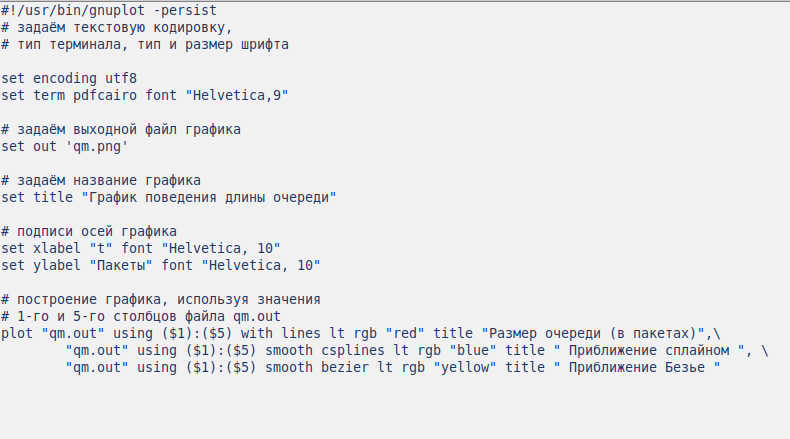 #!/usr/bin/gnuplot -persist
# задаём текстовую кодировку,
# тип терминала, тип и размер шрифта
set encoding utf8
set term pdfcairo font "Helvetica,9"
# задаём выходной файл графика
set out 'qm.png'
# задаём название графика
set title "График поведения длины очереди"
# подписи осей графика
set xlabel "t" font "Helvetica, 10"
set ylabel "Пакеты" font "Helvetica, 10"
# построение графика, используя значения
# 1-го и 5-го столбцов файла qm.out
plot "qm.out" using ($1):($5) with lines lt rgb "red" title "Размер очереди (в пакетах)",\
"qm.out" using ($1):($5) smooth csplines lt rgb "blue" title " Приближение сплайном ", \
"qm.out" using ($1):($5) smooth bezier lt rgb "yellow" title " Приближение Безье "